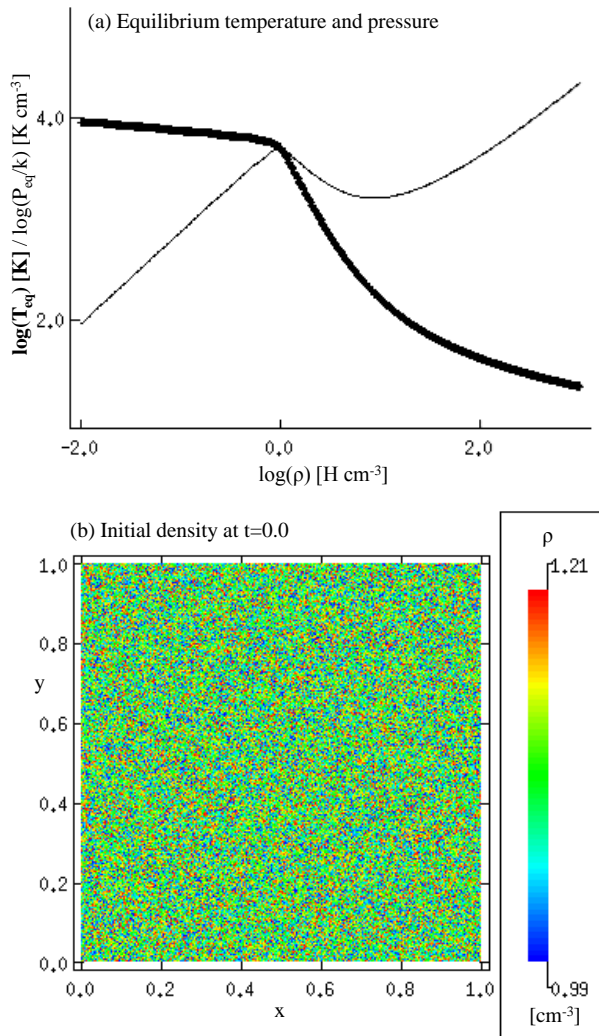 (a) Equilibrium temperature and pressure
log(T_eq) [K] / log(P_eq/k) [K cm⁻³]
4.0
2.0
-2.0 0.0 2.0
log(ρ) [H cm⁻³]
(b) Initial density at t=0.0
1.0
0.8
y
0.6
0.4
0.2
0.0
0.0 0.2 0.4 0.6 0.8 1.0
x
ρ
1.21
0.99
[cm⁻³]